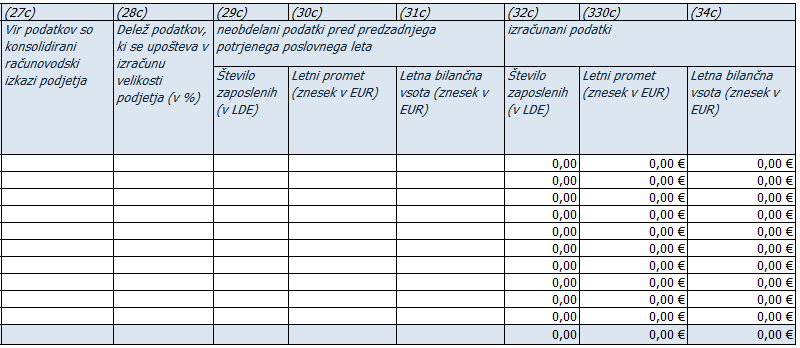 (27c) (28c) (29c) (30c) (31c) (32c) (330c) (34c)
Vir podatkov so
konsolidirani
računovodski
izkazi podjetja
Delež podatkov,
ki se upošteva v
izračunu
velikosti
podjetja (v %)
neobdelani podatki pred predzadnjega
potrjenega poslovnega leta
izračunani podatki
Število
zaposlenih
(v LDE)
Letni promet
(znesek v EUR)
Letna bilančna
vsota (znesek v
EUR)
Število
zaposlenih
(v LDE)
Letni promet
(znesek v EUR)
Letna bilančna
vsota (znesek v
EUR)
0,00 0,00 € 0,00 €
0,00 0,00 € 0,00 €
0,00 0,00 € 0,00 €
0,00 0,00 € 0,00 €
0,00 0,00 € 0,00 €
0,00 0,00 € 0,00 €
0,00 0,00 € 0,00 €
0,00 0,00 € 0,00 €
0,00 0,00 € 0,00 €
0,00 0,00 € 0,00 €
0,00 0,00 € 0,00 €